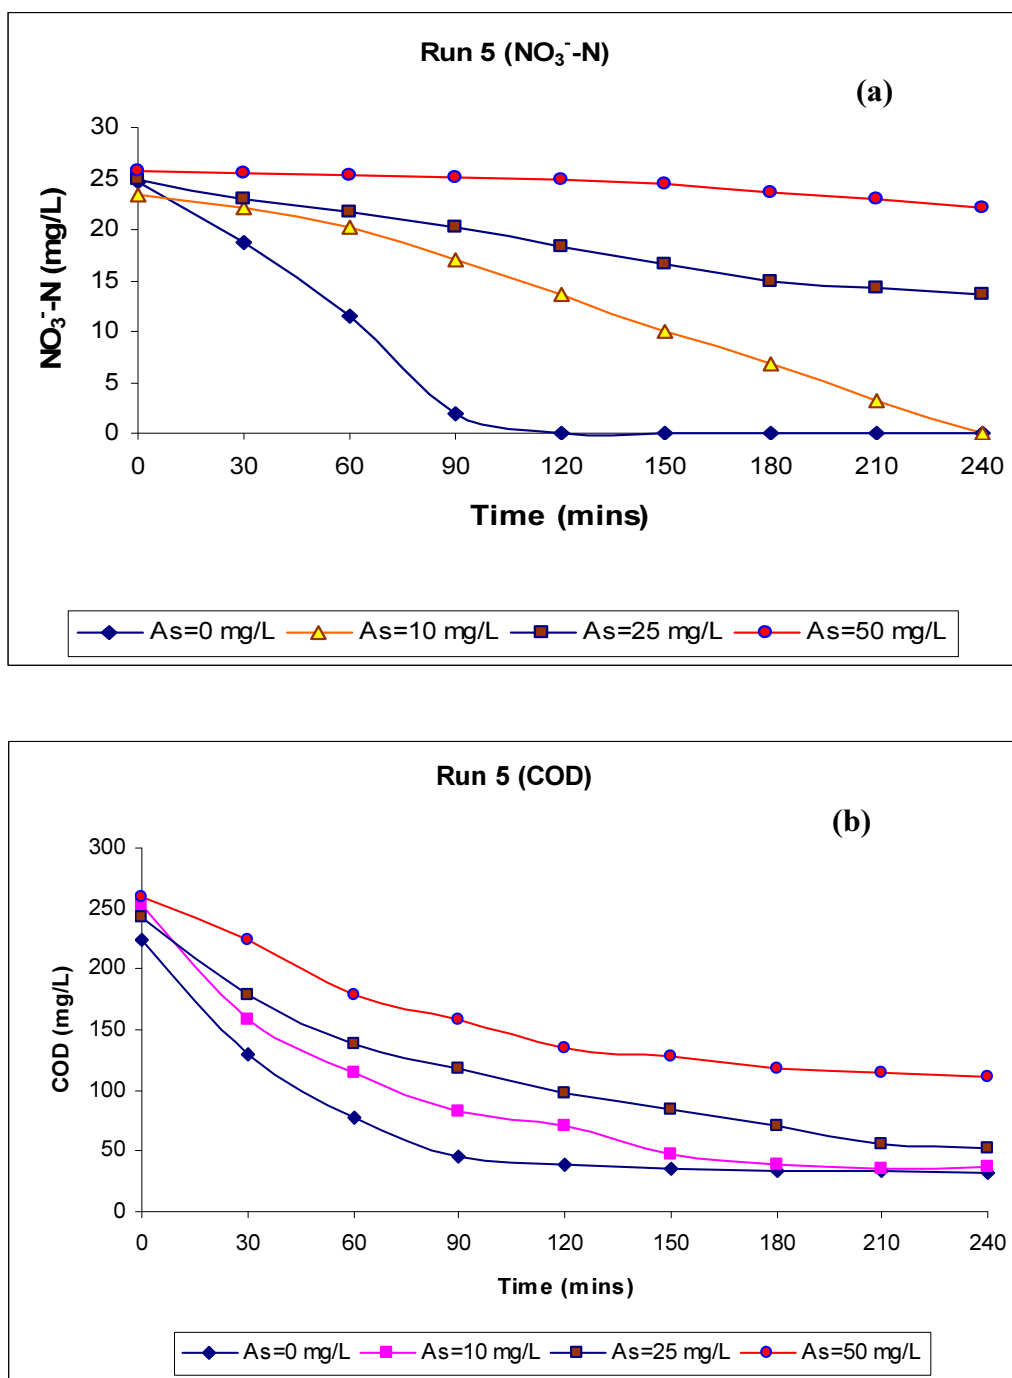 Run 5 (NO₃⁻-N)
(a)
30
25
20
15
10
5
0
NO₃⁻-N (mg/L)
0 30 60 90 120 150 180 210 240
Time (mins)
As=0 mg/L As=10 mg/L As=25 mg/L As=50 mg/L
Run 5 (COD)
(b)
300
250
200
150
100
50
0
COD (mg/L)
0 30 60 90 120 150 180 210 240
Time (mins)
As=0 mg/L As=10 mg/L As=25 mg/L As=50 mg/L